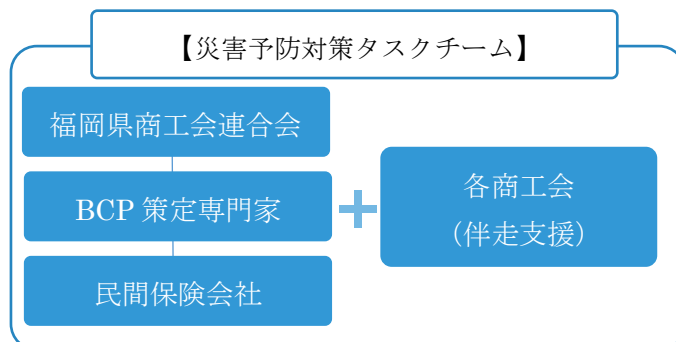 【災害予防対策タスクチーム】
福岡県商工会連合会
BCP 策定専門家
民間保険会社
各商工会
（伴走支援）